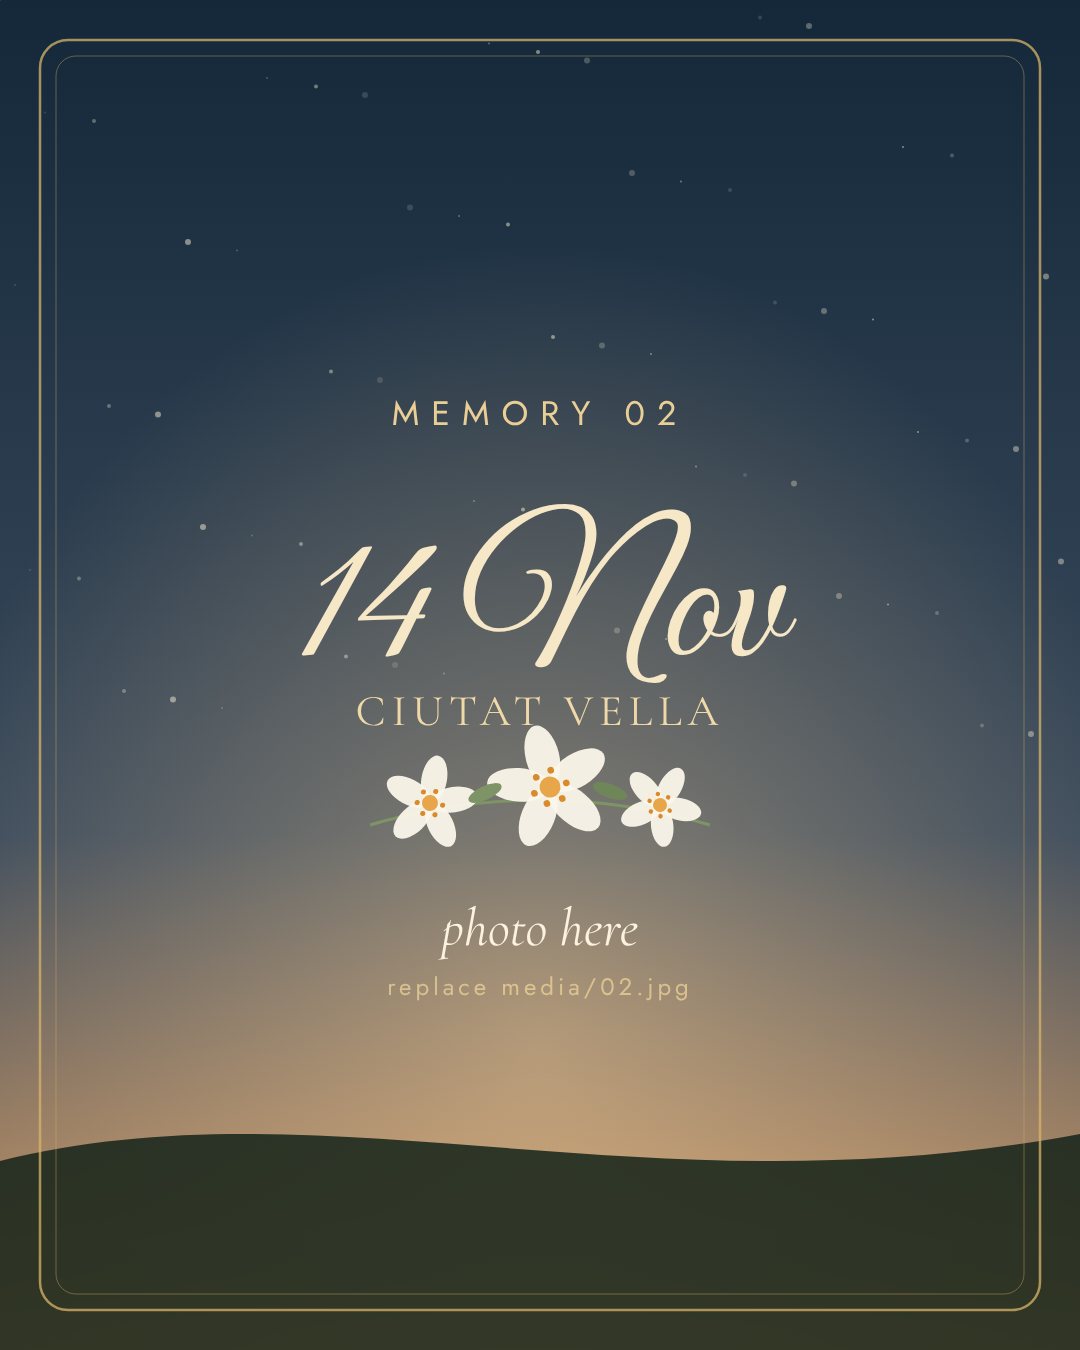 MEMORY 02
14 Nov
CIUTAT VELLA
photo here
replace media/02.jpg